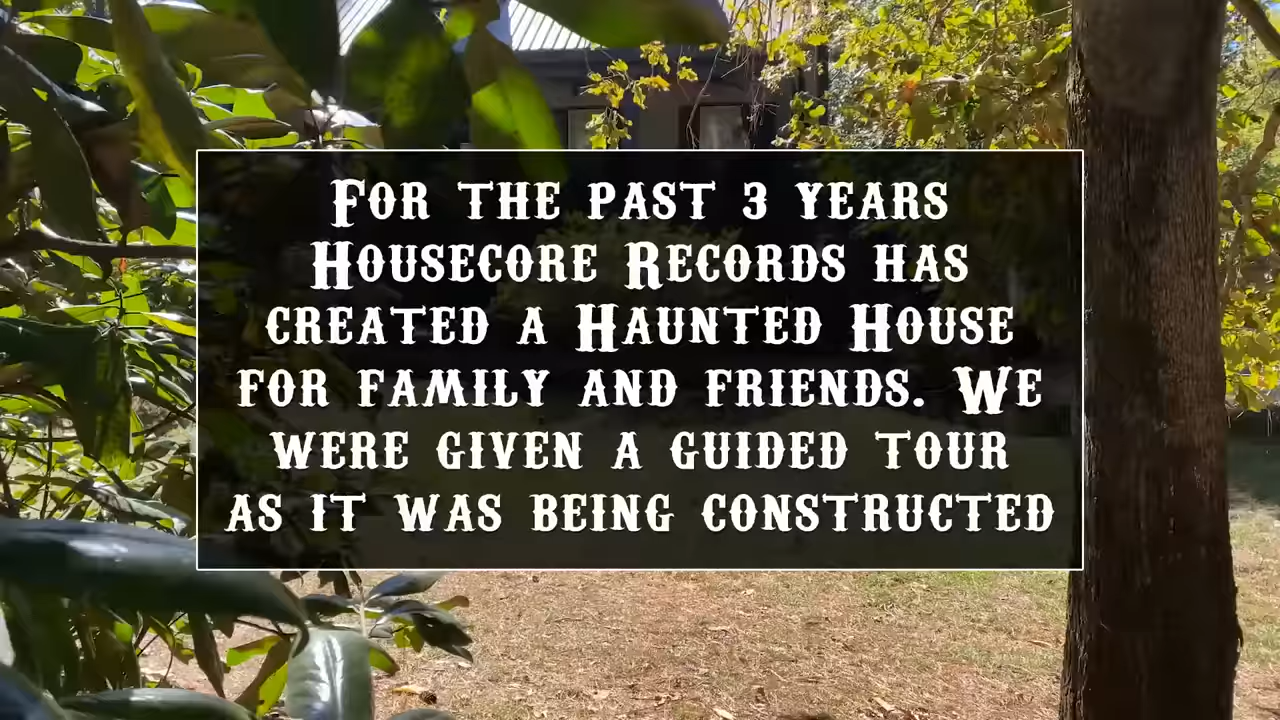 For the past 3 years
Housecore Records has
created a Haunted House
for family and friends. We
were given a guided tour
as it was being constructed